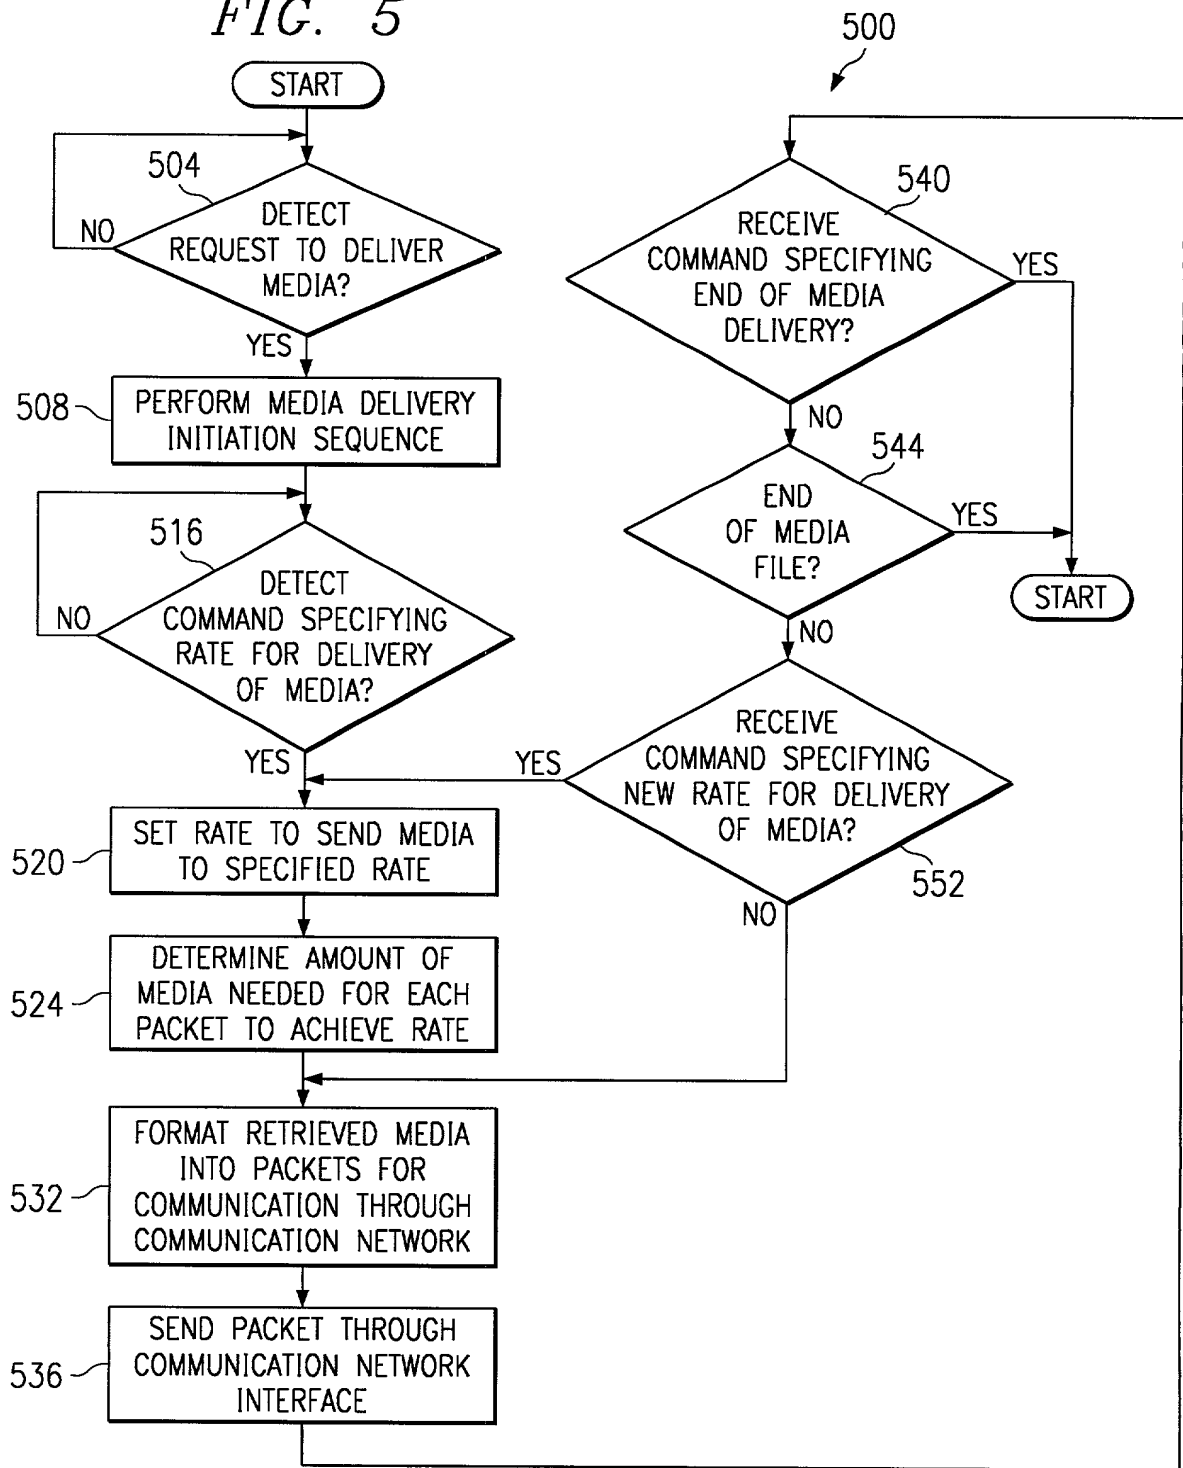 FIG. 5
500
START
504
DETECT
REQUEST TO DELIVER
MEDIA?
NO
YES
508
PERFORM MEDIA DELIVERY
INITIATION SEQUENCE
516
DETECT
COMMAND SPECIFYING
RATE FOR DELIVERY
OF MEDIA?
NO
YES
520
SET RATE TO SEND MEDIA
TO SPECIFIED RATE
524
DETERMINE AMOUNT OF
MEDIA NEEDED FOR EACH
PACKET TO ACHIEVE RATE
532
FORMAT RETRIEVED MEDIA
INTO PACKETS FOR
COMMUNICATION THROUGH
COMMUNICATION NETWORK
536
SEND PACKET THROUGH
COMMUNICATION NETWORK
INTERFACE
540
RECEIVE
COMMAND SPECIFYING
END OF MEDIA
DELIVERY?
YES
NO
544
END
OF MEDIA
FILE?
YES
START
NO
RECEIVE
COMMAND SPECIFYING
NEW RATE FOR DELIVERY
OF MEDIA?
YES
552
NO